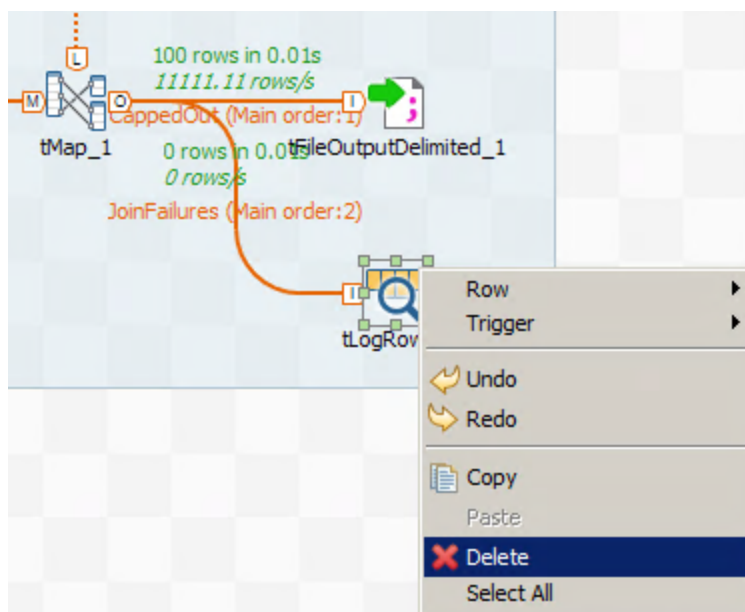 L
100 rows in 0.01s
11111.11 rows/s
M
O
I
CappedOut (Main order:1)
tMap_1
tFileOutputDelimited_1
0 rows in 0.01s
0 rows/s
JoinFailures (Main order:2)
I
tLogRow
Row
Trigger
Undo
Redo
Copy
Paste
Delete
Select All